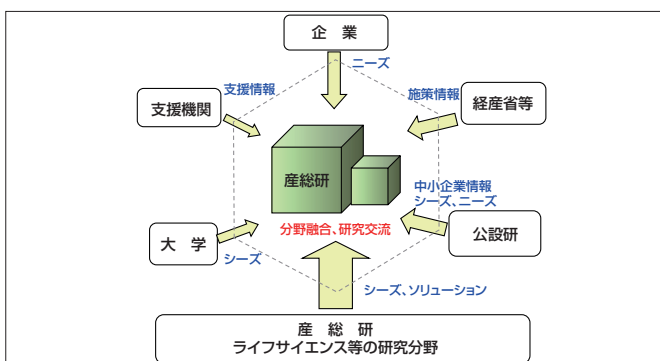 企　業
ニーズ
支援情報
施策情報
支援機関
経産省等
産総研
中小企業情報
シーズ、ニーズ
大　学
分野融合、研究交流
公設研
シーズ
シーズ、ソリューション
産　総　研
ライフサイエンス等の研究分野